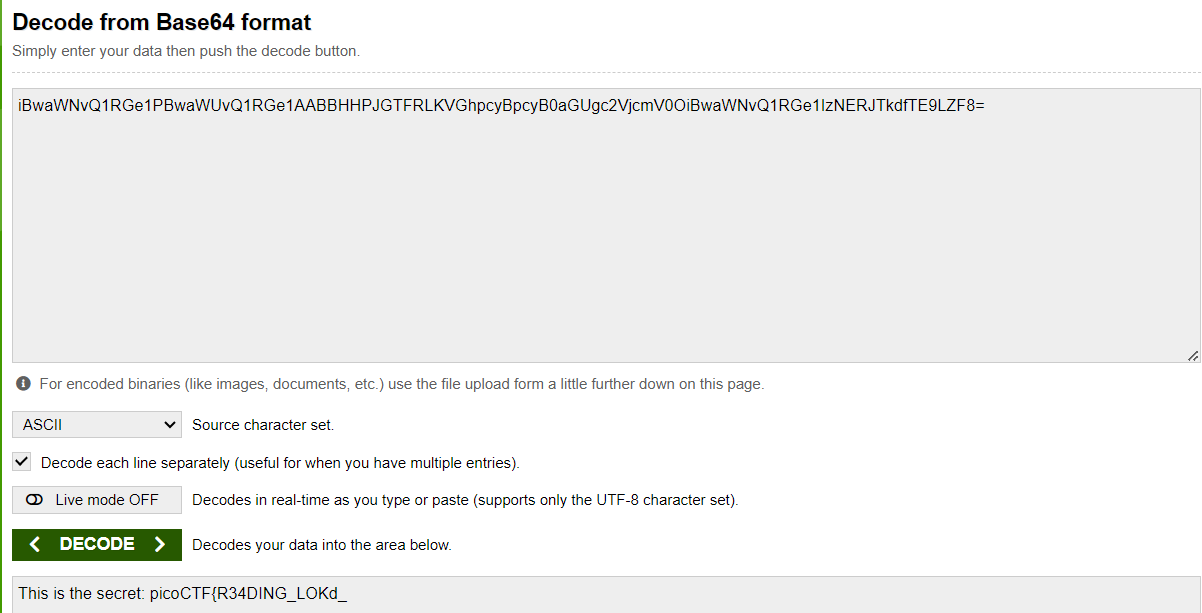 Decode from Base64 format
Simply enter your data then push the decode button.
iBwaWNvQ1RGe1PBwaWUvQ1RGe1AABBHHPJGTFRLKVGhpcyBpcyB0aGUgc2VjcmV0OiBwaWNvQ1RGe1IzNERJTkdfTE9LZF8=
For encoded binaries (like images, documents, etc.) use the file upload form a little further down on this page.
ASCII Source character set.
Decode each line separately (useful for when you have multiple entries).
Live mode OFF Decodes in real-time as you type or paste (supports only the UTF-8 character set).
DECODE Decodes your data into the area below.
This is the secret: picoCTF{R34DING_LOKd_